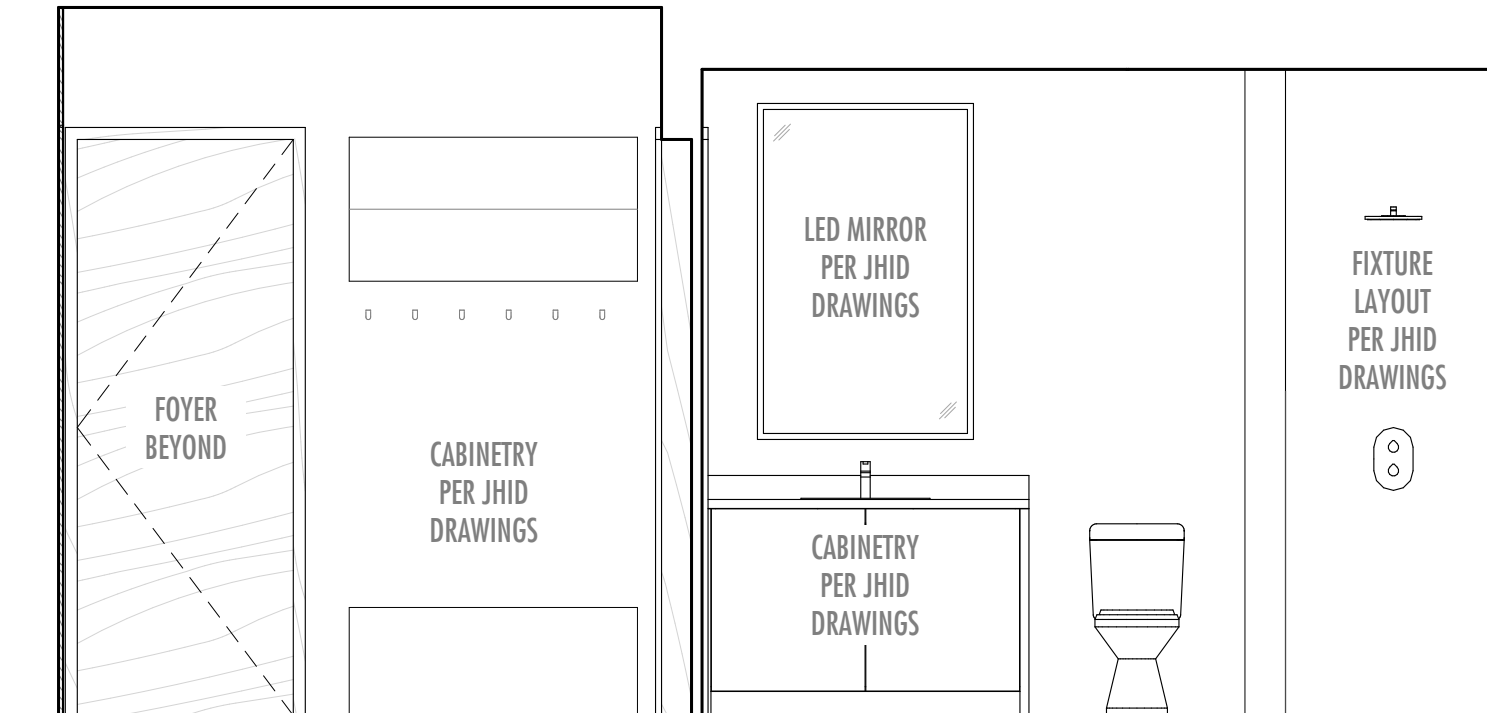 FOYER
BEYOND
CABINETRY
PER JHID
DRAWINGS
LED MIRROR
PER JHID
DRAWINGS
CABINETRY
PER JHID
DRAWINGS
FIXTURE
LAYOUT
PER JHID
DRAWINGS